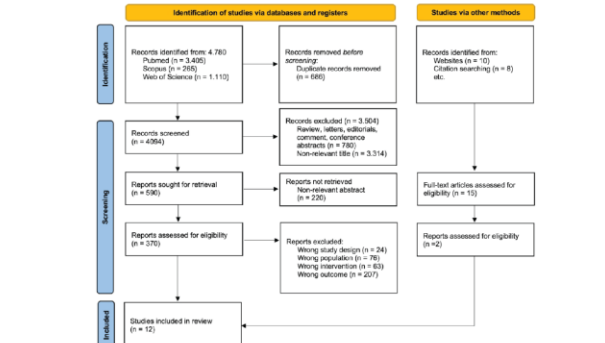 Identification of studies via databases and registers
Studies via other methods
Identification
Records identified from: 4.780
Pubmed (n = 3.405)
Scopus (n = 265)
Web of Science (n = 1.110]
Records removed before
screening:
Duplicate records removed
(n = 686)
Records identified from:
Websites (n = 10)
Citation searching (n = 8)
etc.
Screening
Records screened
(n = 4094)
Records excluded (n = 3.504)
Review, letters, editorials,
comment, conference
abstracts (n = 780)
Non-relevant title (n = 3.314)
Reports sought for retrieval
(n = 590)
Reports not retrieved
Non-relevant abstract
(n = 220)
Full-text articles assessed for
eligibility (n = 15)
Reports assessed for eligibility
(n = 370)
Reports excluded:
Wrong study design (n = 24)
Wrong population (n = 76)
Wrong intervention (n = 63)
Wrong outcome (n = 207)
Reports assessed for eligibility
(n =2)
Included
Studies included in review
(n = 12)